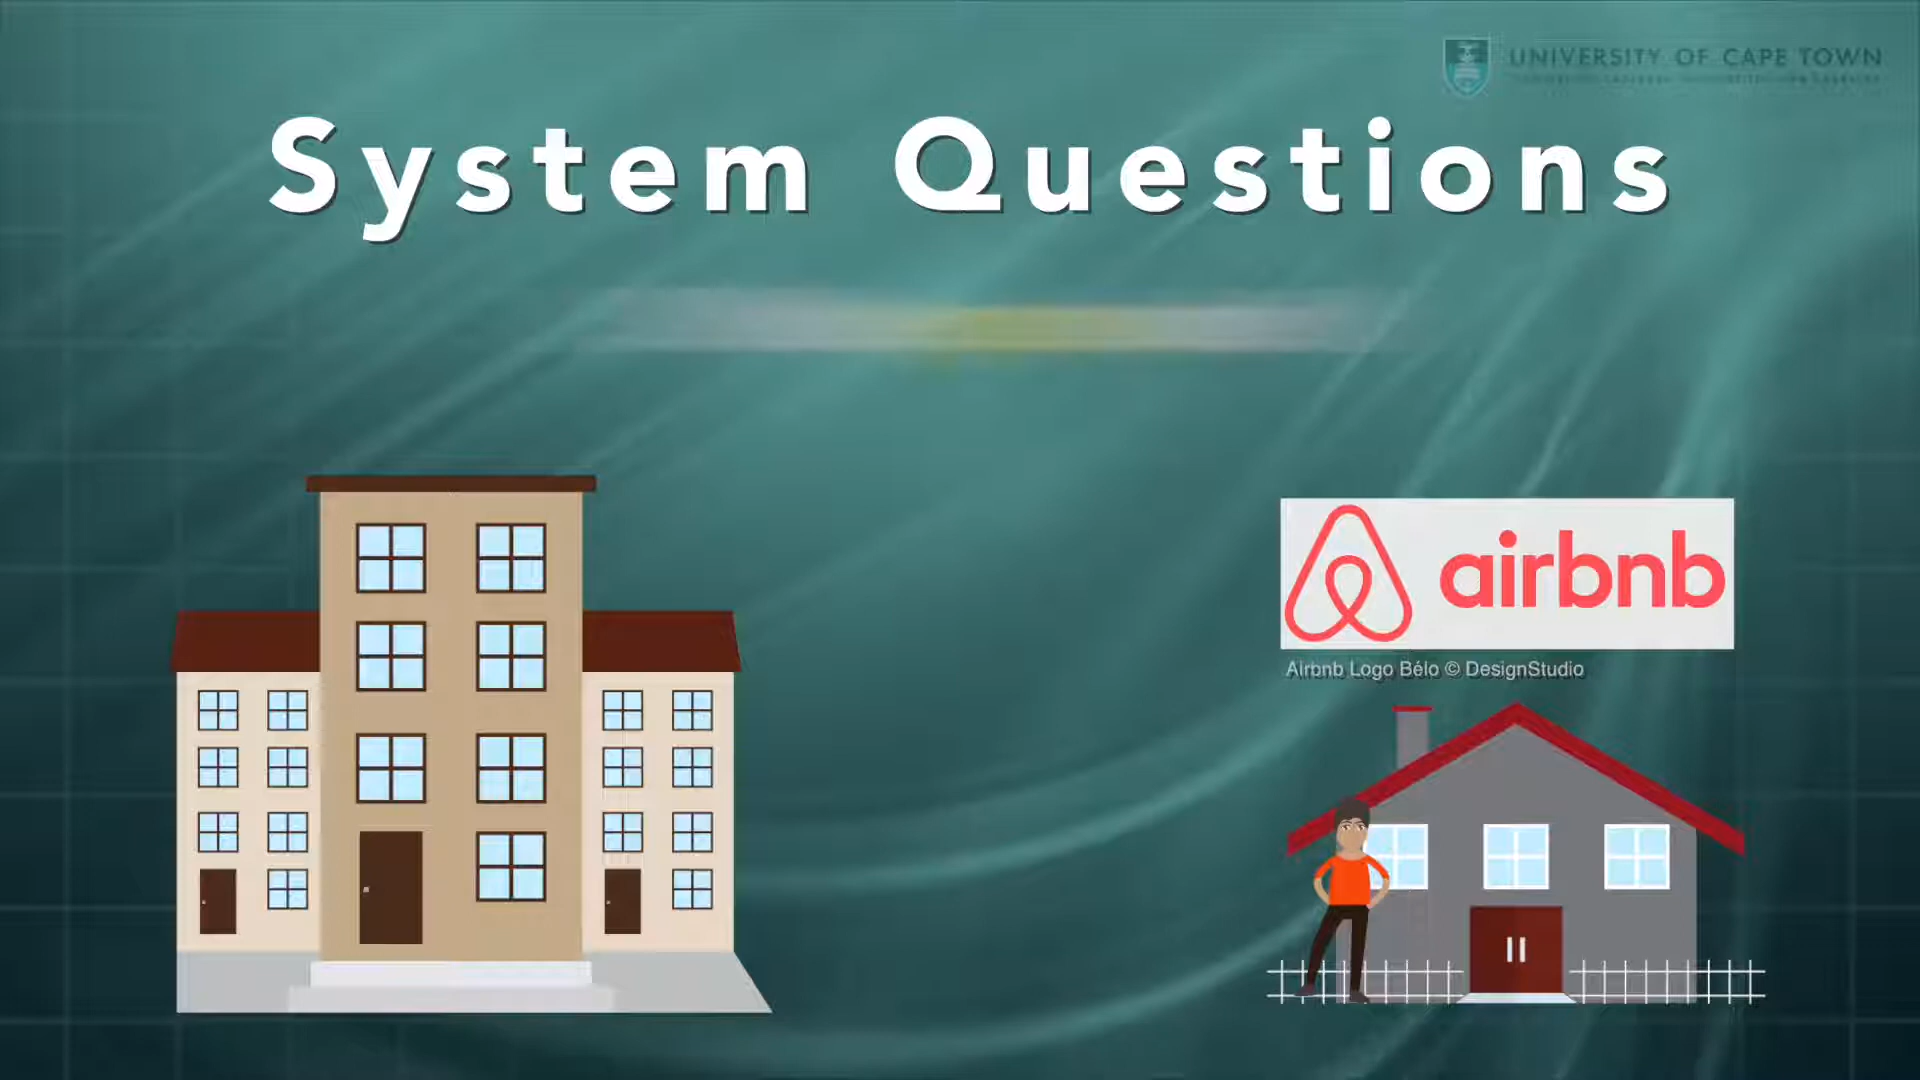 UNIVERSITY OF CAPE TOWN
System Questions
airbnb
Airbnb Logo Bélo © DesignStudio